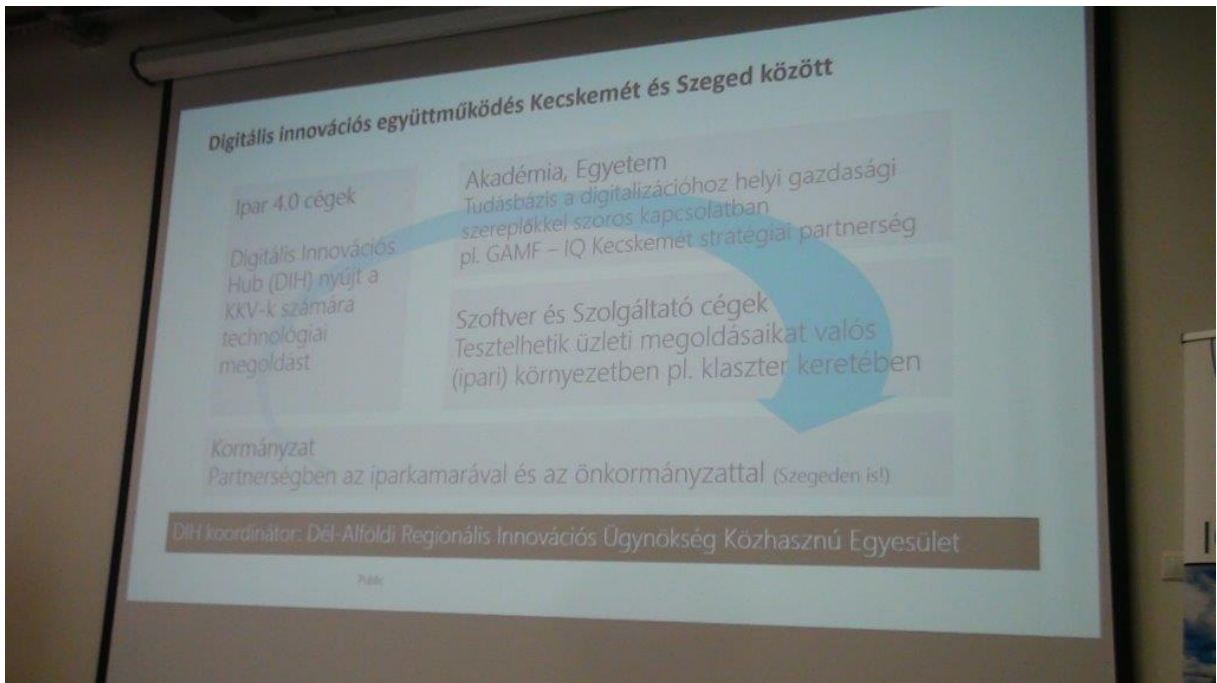 Digitális innovációs együttműködés Kecskemét és Szeged között
Ipar 4.0 cégek
Digitális Innovációs
Hub (DIH) nyújt a
KKV-k számára
technológiai
megoldást
Akadémia, Egyetem
Tudásbázis a digitalizációhoz helyi gazdasági
szereplőkkel szoros kapcsolatban
pl. GAMF – IQ Kecskemét stratégiai partnerség
Szoftver és Szolgáltató cégek
Tesztelhetik üzleti megoldásaikat valós
(ipari) környezetben pl. klaszter keretében
Kormányzat
Partnerségben az iparkamarával és az önkormányzattal (Szegeden is!)
DIH koordinátor: Dél-Alföldi Regionális Innovációs Ügynökség Közhasznú Egyesület
Public